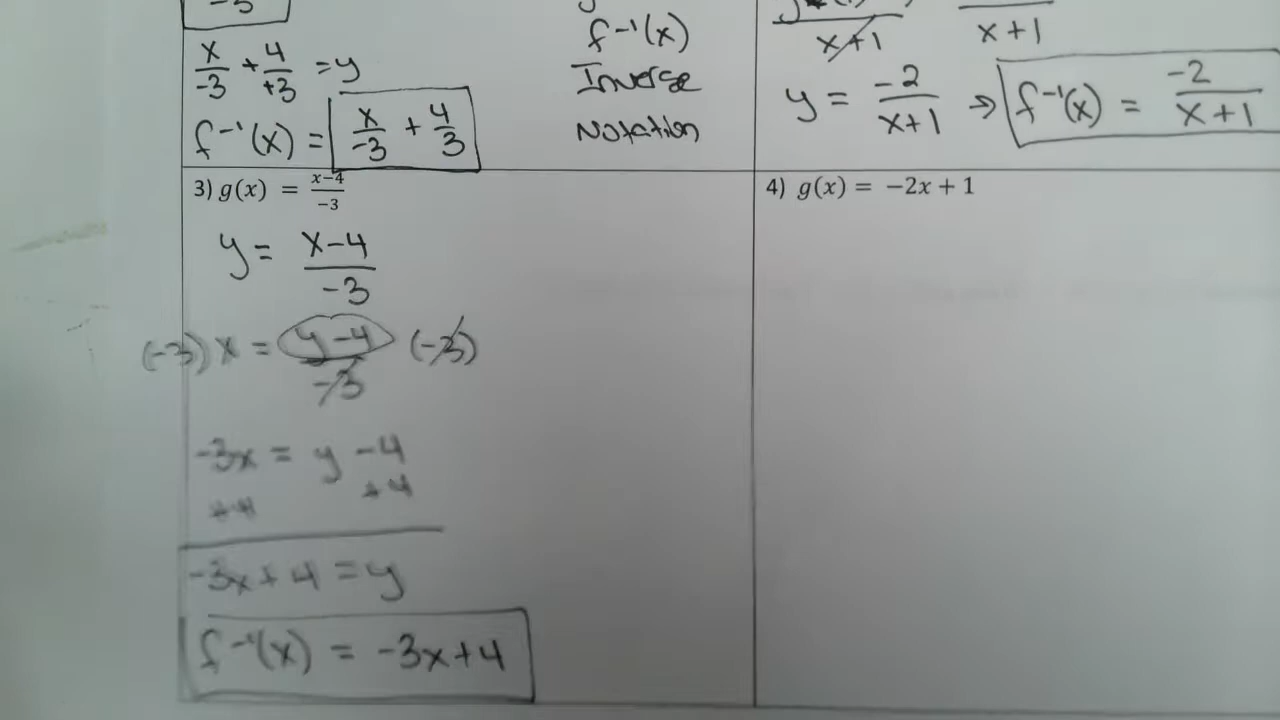 x/-3 + 4/+3 = y
f⁻¹(x) = x/-3 + 4/3
f⁻¹(x)
Inverse
Notation
x+1
x+1
y = -2/x+1 → f⁻¹(x) = -2/x+1
3) g(x) = x−4/−3
y = x-4/-3
(-3) x = y-4/-3 (-3)
-3x = y -4
+4 +4
-3x+4 = y
f⁻¹(x) = -3x+4
4) g(x) = −2x + 1